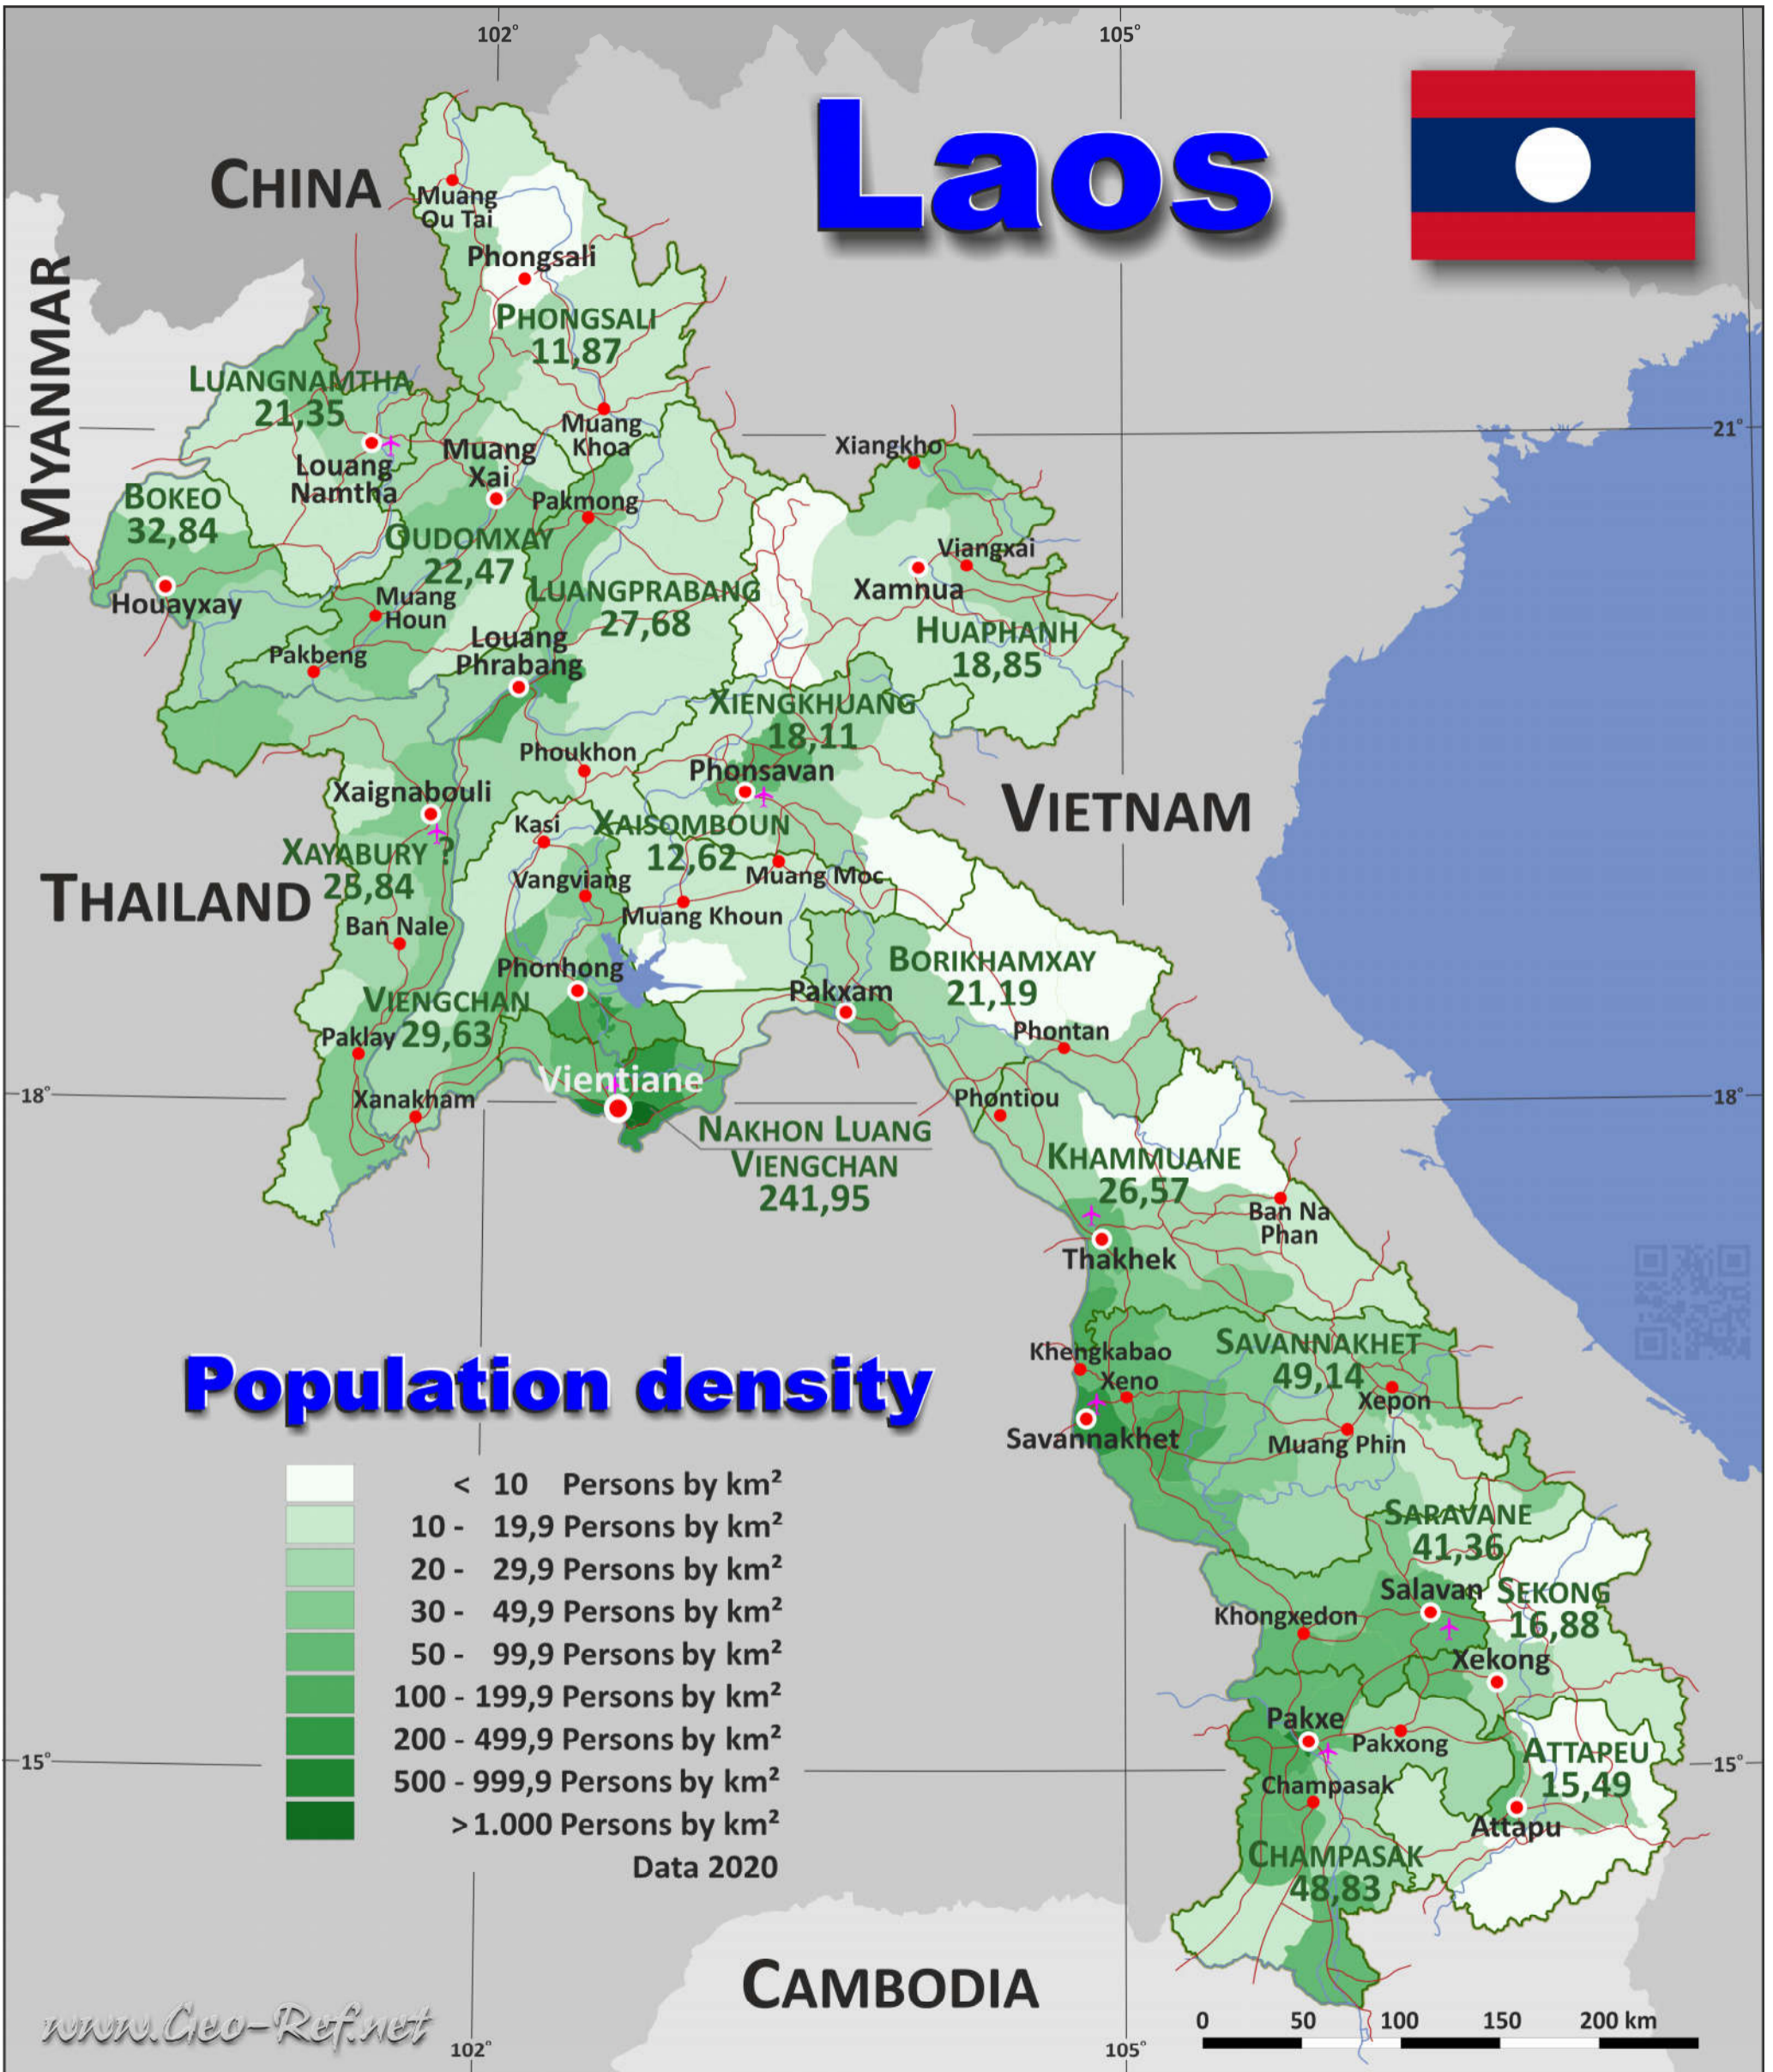 102°
105°
Laos
CHINA
MYANMAR
Muang
Ou Tai
Phongsali
PHONGSALI
11,87
LUANGNAMTHA
21,35
Louang
Namtha
Muang
Xai
Muang
Khoa
Xiangkho
21°
BOKEO
32,84
Houayxay
Pakmong
OUDOMXAY
22,47
Muang
Houn
Pakbeng
LUANGPRABANG
27,68
Louang
Phrabang
Viangxai
Xamnua
HUAPHANH
18,85
XIENGKHUANG
18,11
Phonsavan
Phoukhon
VIETNAM
Xaignabouli
XAYABURY ?
25,84
THAILAND
Kasi
XAISOMBOUN
12,62
Muang Moc
Vangviang
Muang Khoun
Ban Nale
Phonhong
BORIKHAMXAY
21,19
Pakxam
Phontan
VIENGCHAN
29,63
Paklay
Vientiane
Xanakham
18°
18°
Phontiou
NAKHON LUANG
VIENGCHAN
241,95
KHAMMUANE
26,57
Ban Na
Phan
Thakhek
Khengkabao
Xeno
SAVANNAKHET
49,14
Xepon
Savannakhet
Muang Phin
Population density
< 10 Persons by km²
10 - 19,9 Persons by km²
20 - 29,9 Persons by km²
30 - 49,9 Persons by km²
50 - 99,9 Persons by km²
100 - 199,9 Persons by km²
200 - 499,9 Persons by km²
500 - 999,9 Persons by km²
> 1.000 Persons by km²
Data 2020
SARAVANE
41,36
Salavan
SEKONG
16,88
Khongxedon
Xekong
Pakxe
Pakxong
ATTAPEU
15,49
Champasak
Attapu
CHAMPASAK
48,83
15°
15°
CAMBODIA
www.Geo-Ref.net
0 50 100 150 200 km
102°
105°